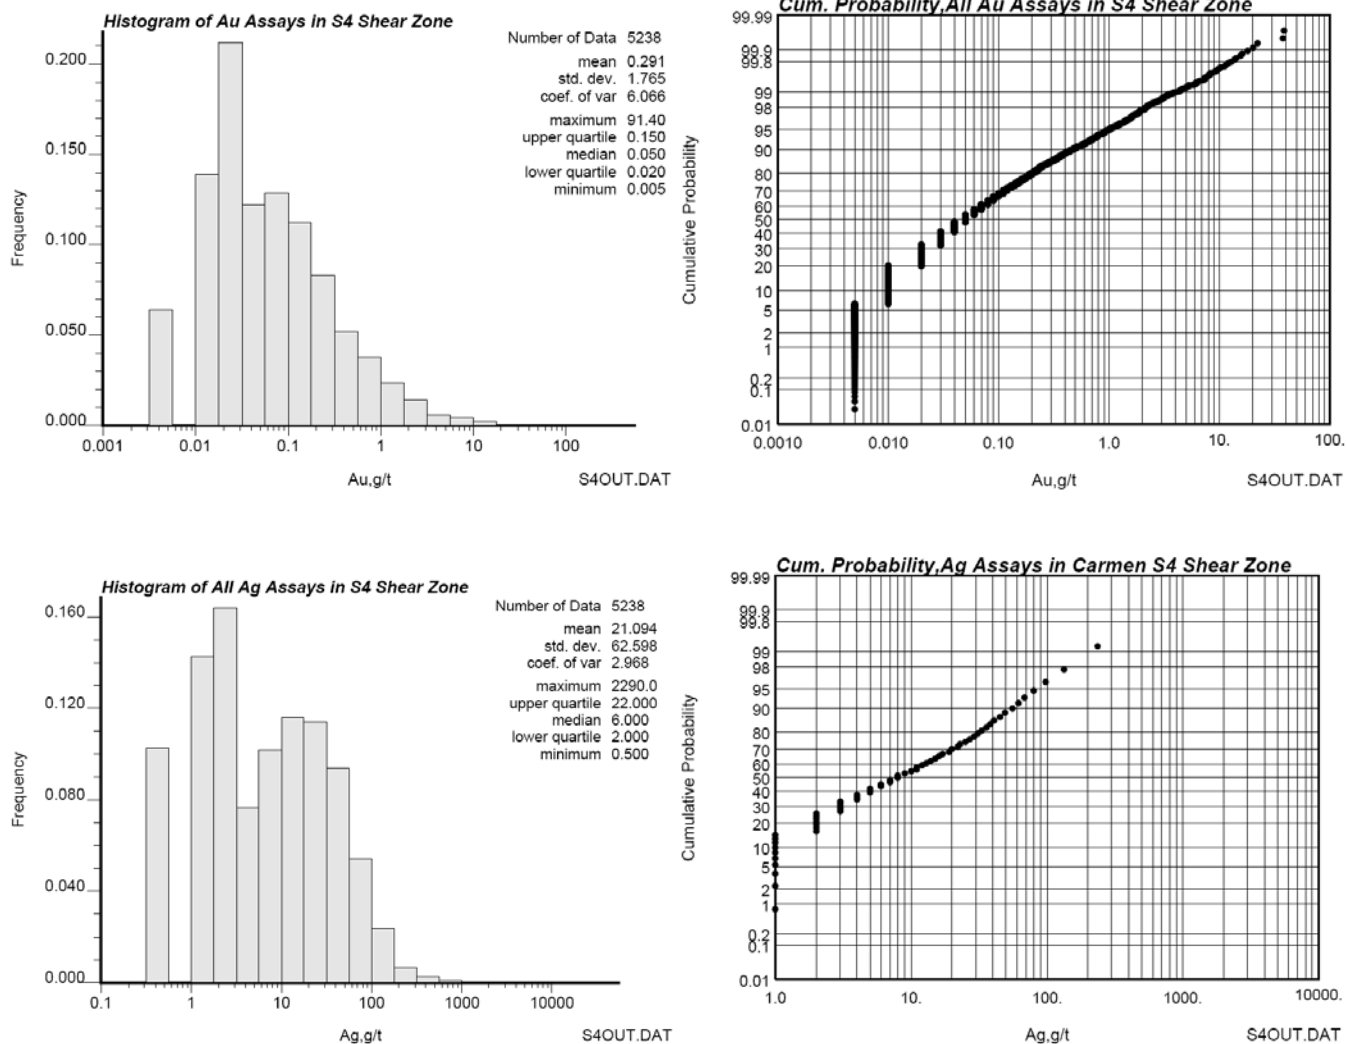 Histogram of Au Assays in S4 Shear Zone
Number of Data 5238
mean 0.291
std. dev. 1.765
coef. of var 6.066
maximum 91.40
upper quartile 0.150
median 0.050
lower quartile 0.020
minimum 0.005
Frequency
0.200
0.150
0.100
0.050
0.000
0.001 0.01 0.1 1 10 100
Au,g/t
S4OUT.DAT
Cum. Probability,All Au Assays in S4 Shear Zone
Cumulative Probability
99.99
99.9
99.8
99
98
95
90
80
70
60
50
40
30
20
10
5
2
1
0.2
0.1
0.01
0.0010 0.010 0.10 1.0 10. 100.
Au,g/t
S4OUT.DAT
Histogram of All Ag Assays in S4 Shear Zone
Number of Data 5238
mean 21.094
std. dev. 62.598
coef. of var 2.968
maximum 2290.0
upper quartile 22.000
median 6.000
lower quartile 2.000
minimum 0.500
Frequency
0.160
0.120
0.080
0.040
0.000
0.1 1 10 100 1000 10000
Ag,g/t
S4OUT.DAT
Cum. Probability,Ag Assays in Carmen S4 Shear Zone
Cumulative Probability
99.99
99.9
99.8
99
98
95
90
80
70
60
50
40
30
20
10
5
2
1
0.2
0.1
0.01
1.0 10. 100. 1000. 10000.
Ag,g/t
S4OUT.DAT